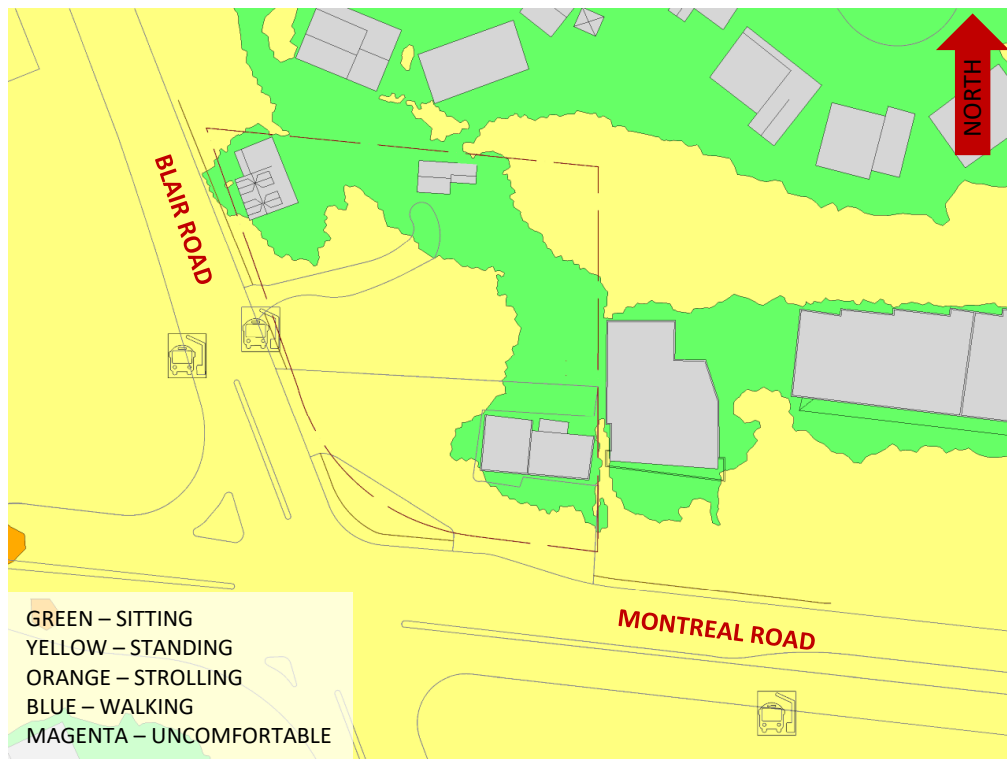 NORTH
BLAIR ROAD
MONTREAL ROAD
GREEN – SITTING
YELLOW – STANDING
ORANGE – STROLLING
BLUE – WALKING
MAGENTA – UNCOMFORTABLE